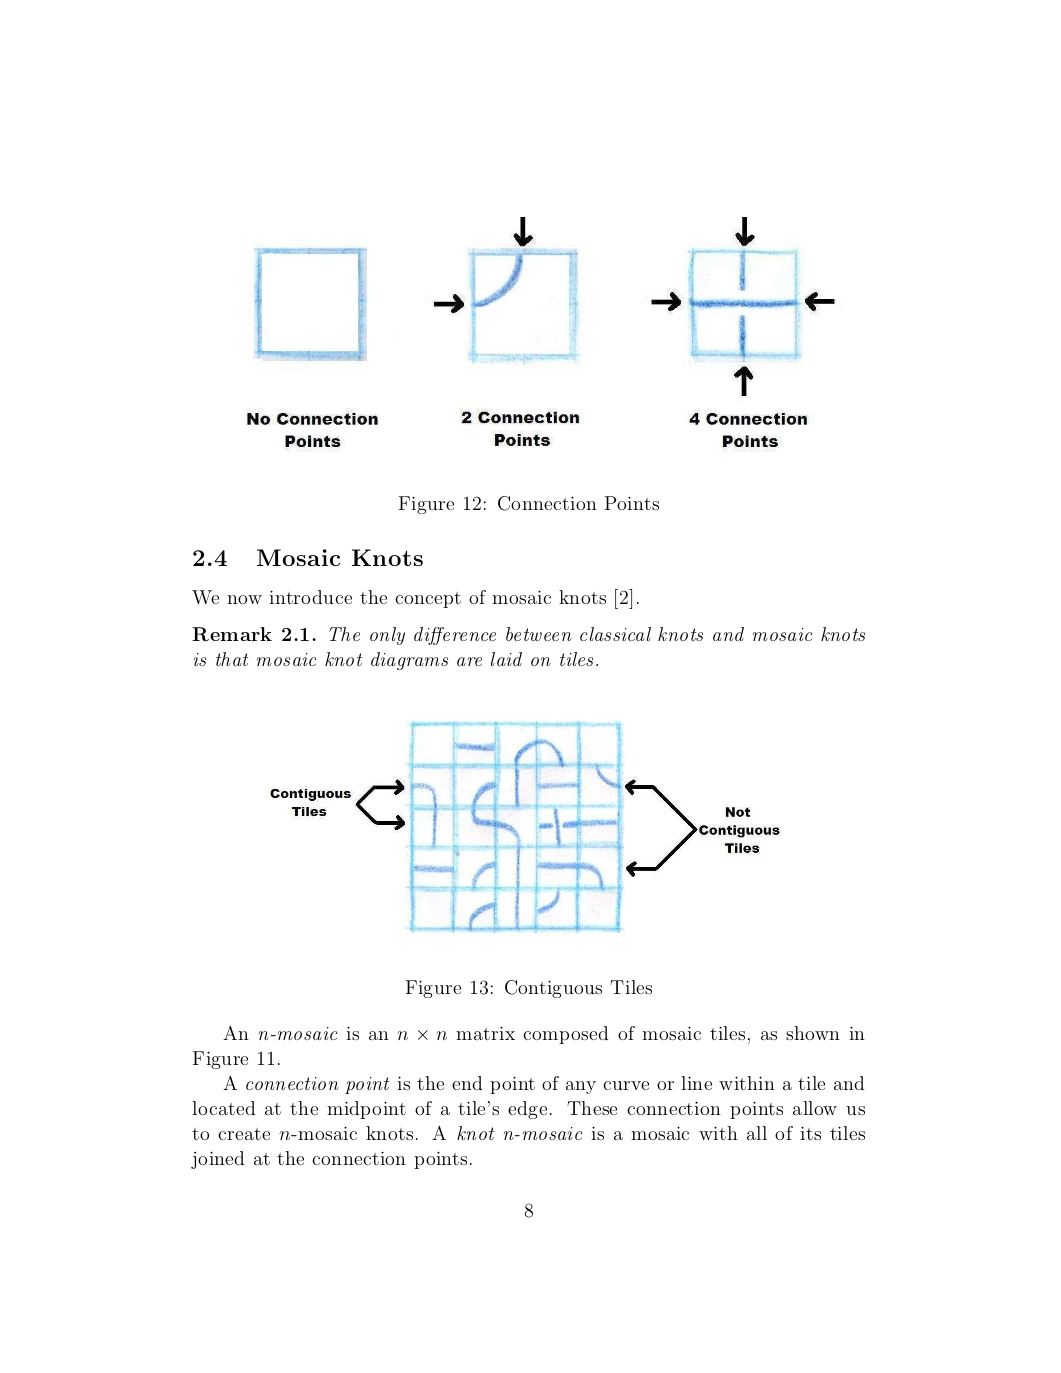 No Connection
Points
2 Connection
Points
4 Connection
Points
Figure 12: Connection Points
2.4 Mosaic Knots
We now introduce the concept of mosaic knots [2].
Remark 2.1. The only difference between classical knots and mosaic knots
is that mosaic knot diagrams are laid on tiles.
Contiguous
Tiles
Not
Contiguous
Tiles
Figure 13: Contiguous Tiles
An n-mosaic is an n × n matrix composed of mosaic tiles, as shown in
Figure 11.
A connection point is the end point of any curve or line within a tile and
located at the midpoint of a tile's edge. These connection points allow us
to create n-mosaic knots. A knot n-mosaic is a mosaic with all of its tiles
joined at the connection points.
8